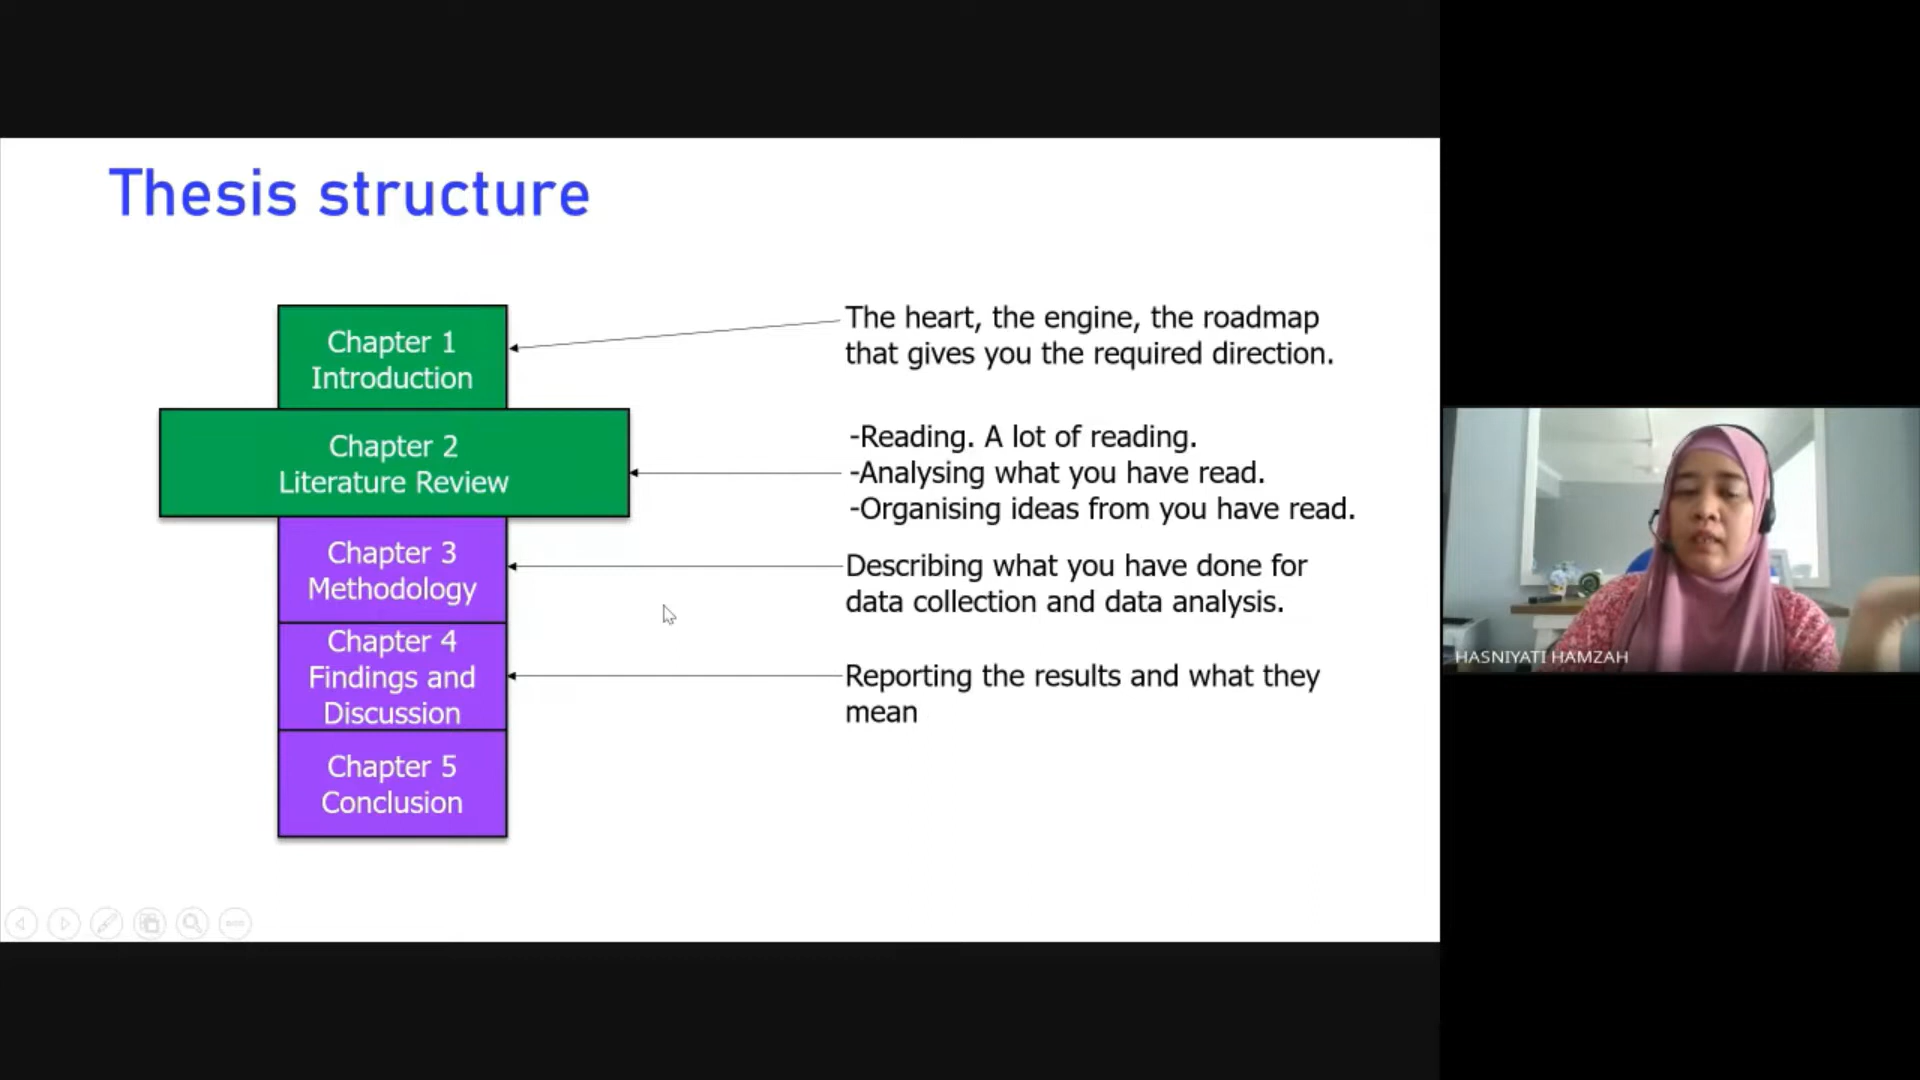 Thesis structure
Chapter 1
Introduction
The heart, the engine, the roadmap
that gives you the required direction.
Chapter 2
Literature Review
-Reading. A lot of reading.
-Analysing what you have read.
-Organising ideas from you have read.
Chapter 3
Methodology
Describing what you have done for
data collection and data analysis.
Chapter 4
Findings and
Discussion
Reporting the results and what they
mean
Chapter 5
Conclusion
HASNIYATI HAMZAH